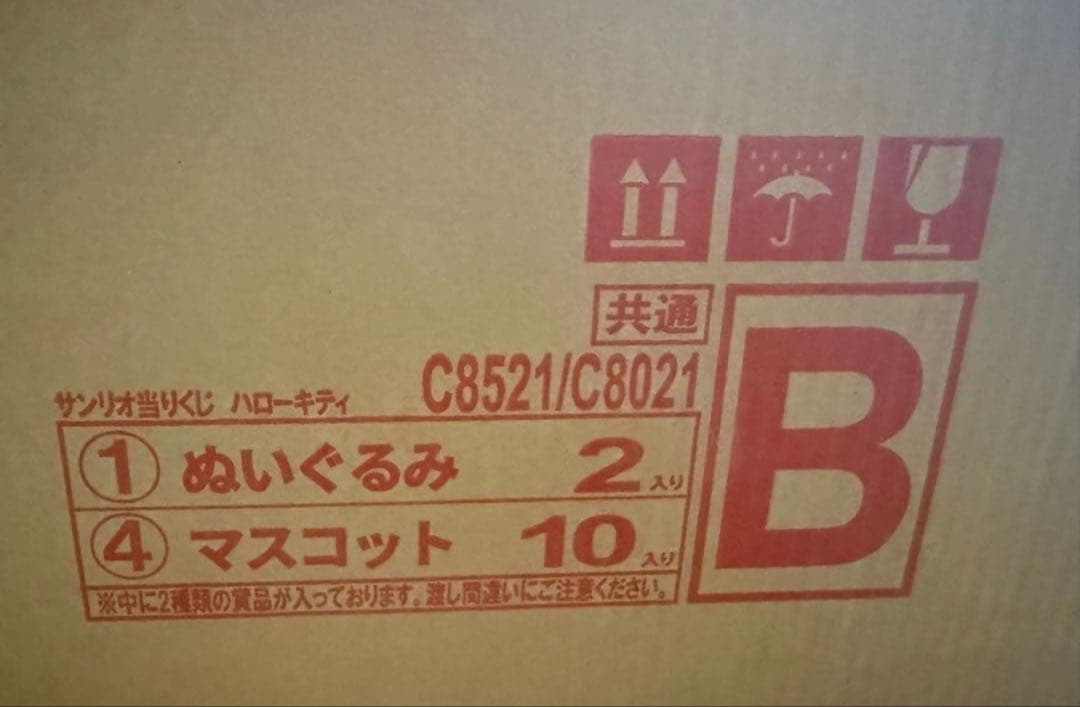 共通
C8521/C8021
B
サンリオ当りくじ ハローキティ
① ぬいぐるみ 2入り
④ マスコット 10入り
※中に2種類の賞品が入っております。渡し間違いにご注意ください。